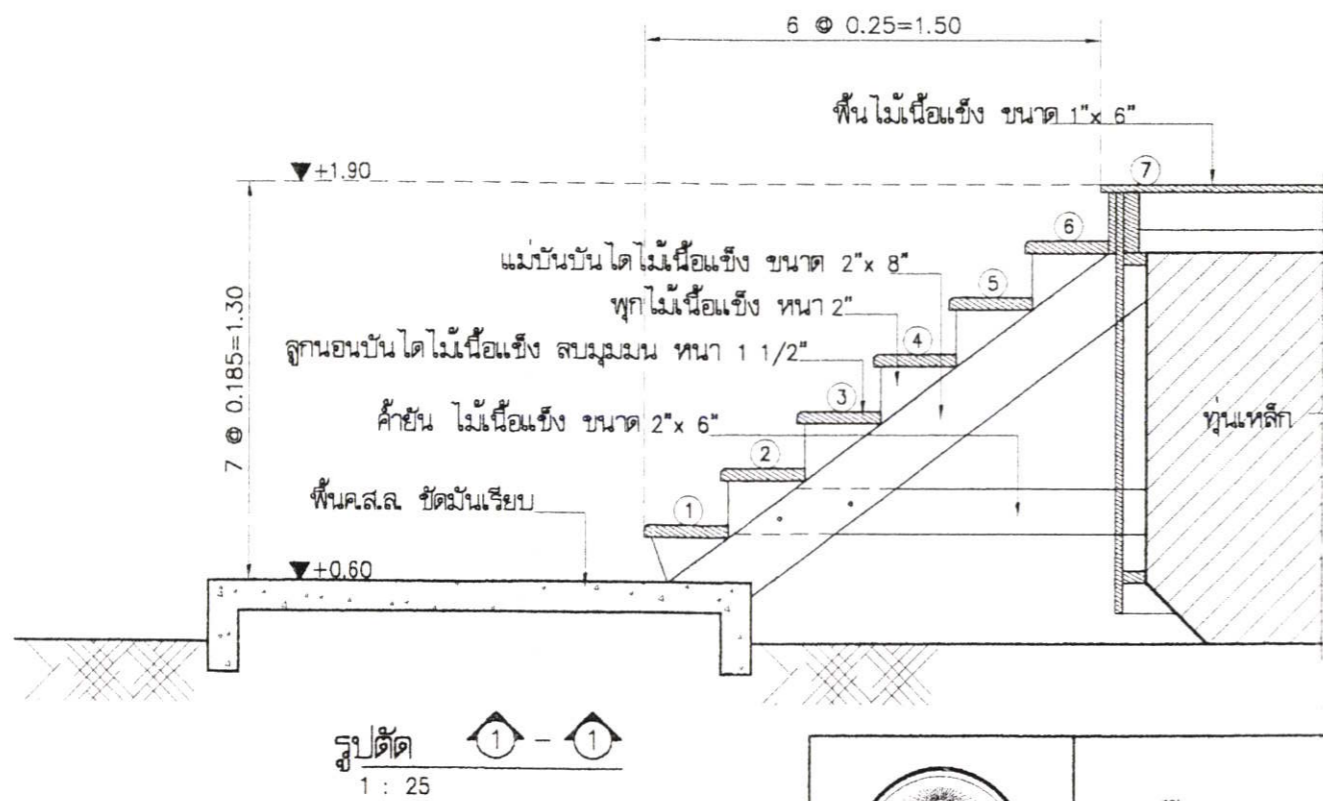 6 @ 0.25=1.50
พื้นไม้เนื้อแข็ง ขนาด 1"x 6"
+1.90
7
6
แม่บันบันไดไม้เนื้อแข็ง ขนาด 2"x 8"
5
พุกไม้เนื้อแข็ง หนา 2"
4
ลูกนอนบันไดไม้เนื้อแข็ง ลบมุมมน หนา 1 1/2"
3
7 @ 0.185=1.30
ค้ำยัน ไม้เนื้อแข็ง ขนาด 2"x 6"
ทุ่นเหล็ก
2
พื้นค.ส.ล. ขัดมันเรียบ
1
+0.60
รูปตัด 1 - 1
1 : 25